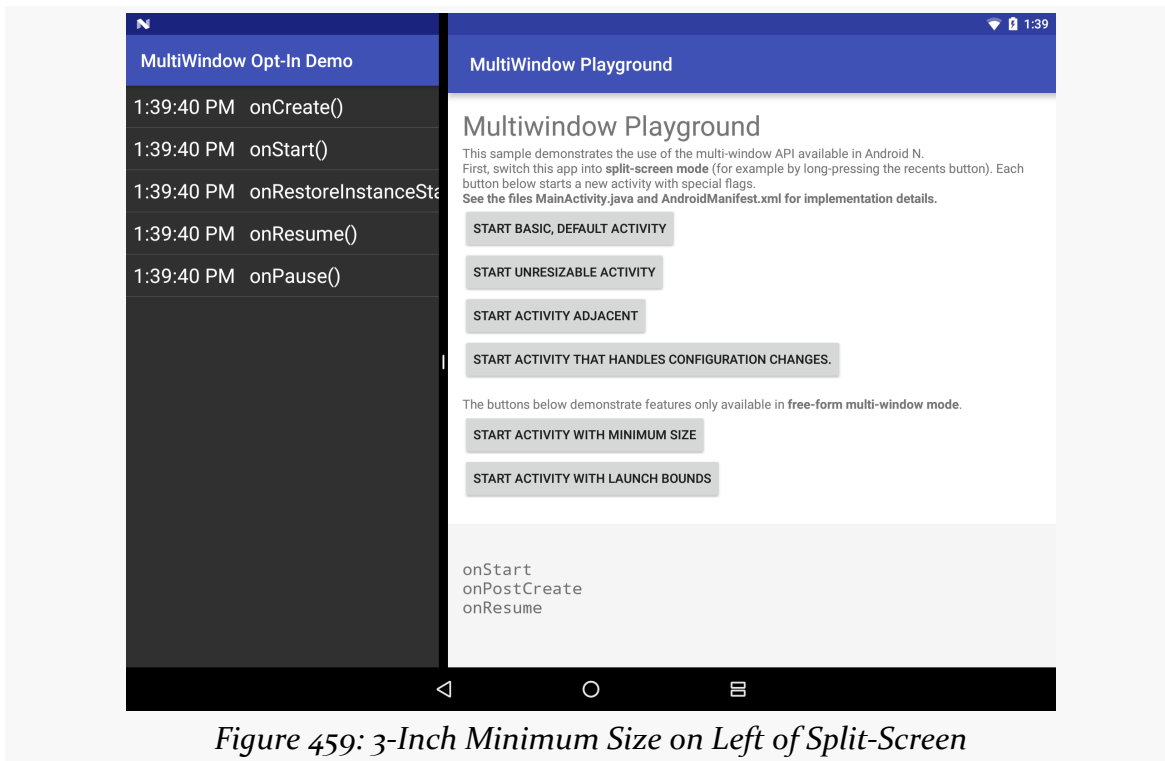 N
1:39
MultiWindow Opt-In Demo
1:39:40 PM onCreate()
1:39:40 PM onStart()
1:39:40 PM onRestoreInstanceSta
1:39:40 PM onResume()
1:39:40 PM onPause()
MultiWindow Playground
Multiwindow Playground
This sample demonstrates the use of the multi-window API available in Android N.
First, switch this app into split-screen mode (for example by long-pressing the recents button). Each
button below starts a new activity with special flags.
See the files MainActivity.java and AndroidManifest.xml for implementation details.
START BASIC, DEFAULT ACTIVITY
START UNRESIZABLE ACTIVITY
START ACTIVITY ADJACENT
START ACTIVITY THAT HANDLES CONFIGURATION CHANGES.
The buttons below demonstrate features only available in free-form multi-window mode.
START ACTIVITY WITH MINIMUM SIZE
START ACTIVITY WITH LAUNCH BOUNDS
onStart
onPostCreate
onResume
Figure 459: 3-Inch Minimum Size on Left of Split-Screen